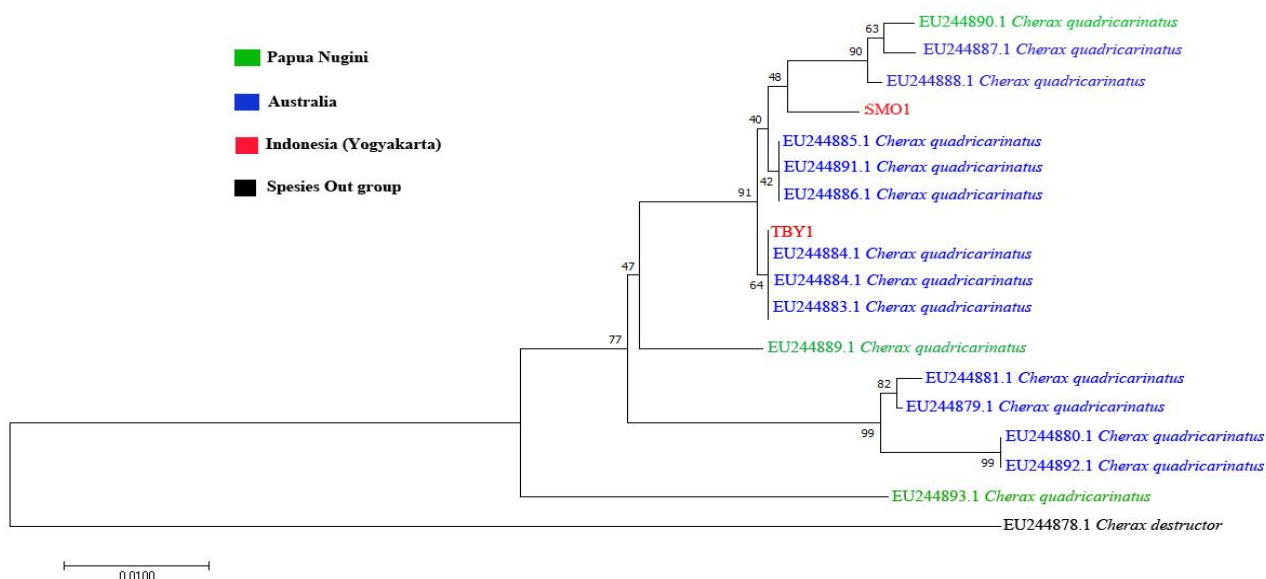 Papua Nugini
Australia
Indonesia (Yogyakarta)
Spesies Out group
EU244890.1 Cherax quadricarinatus
63
EU244887.1 Cherax quadricarinatus
90
EU244888.1 Cherax quadricarinatus
48
SMO1
40
EU244885.1 Cherax quadricarinatus
EU244891.1 Cherax quadricarinatus
42
EU244886.1 Cherax quadricarinatus
91
TBY1
EU244884.1 Cherax quadricarinatus
EU244884.1 Cherax quadricarinatus
64
EU244883.1 Cherax quadricarinatus
47
77
EU244889.1 Cherax quadricarinatus
EU244881.1 Cherax quadricarinatus
82
EU244879.1 Cherax quadricarinatus
99
EU244880.1 Cherax quadricarinatus
99
EU244892.1 Cherax quadricarinatus
EU244893.1 Cherax quadricarinatus
EU244878.1 Cherax destructor
0.0100